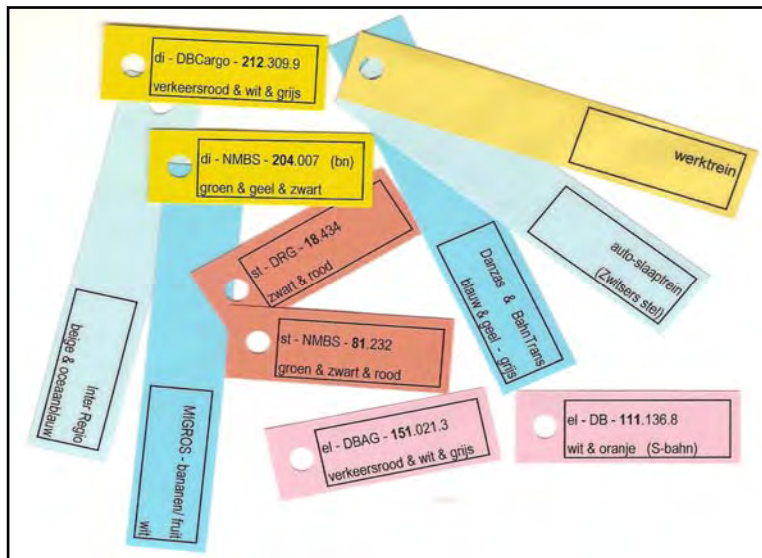 di - DBCargo - 212.309.9
verkeersrood & wit & grijs
di - NMBS - 204.007 (bn)
groen & geel & zwart
werktrein
auto-slaaptrein
(Zwitsers stel)
st - DRG - 18.434
zwart & rood
Danzas & BahnTrans
blauw & geel - grijs
st - NMBS - 81.232
groen & zwart & rood
Inter Regio
beige & oceaanblauw
MIGROS - bananen/ fruit
wit
el - DBAG - 151.021.3
verkeersrood & wit & grijs
el - DB - 111.136.8
wit & oranje (S-bahn)